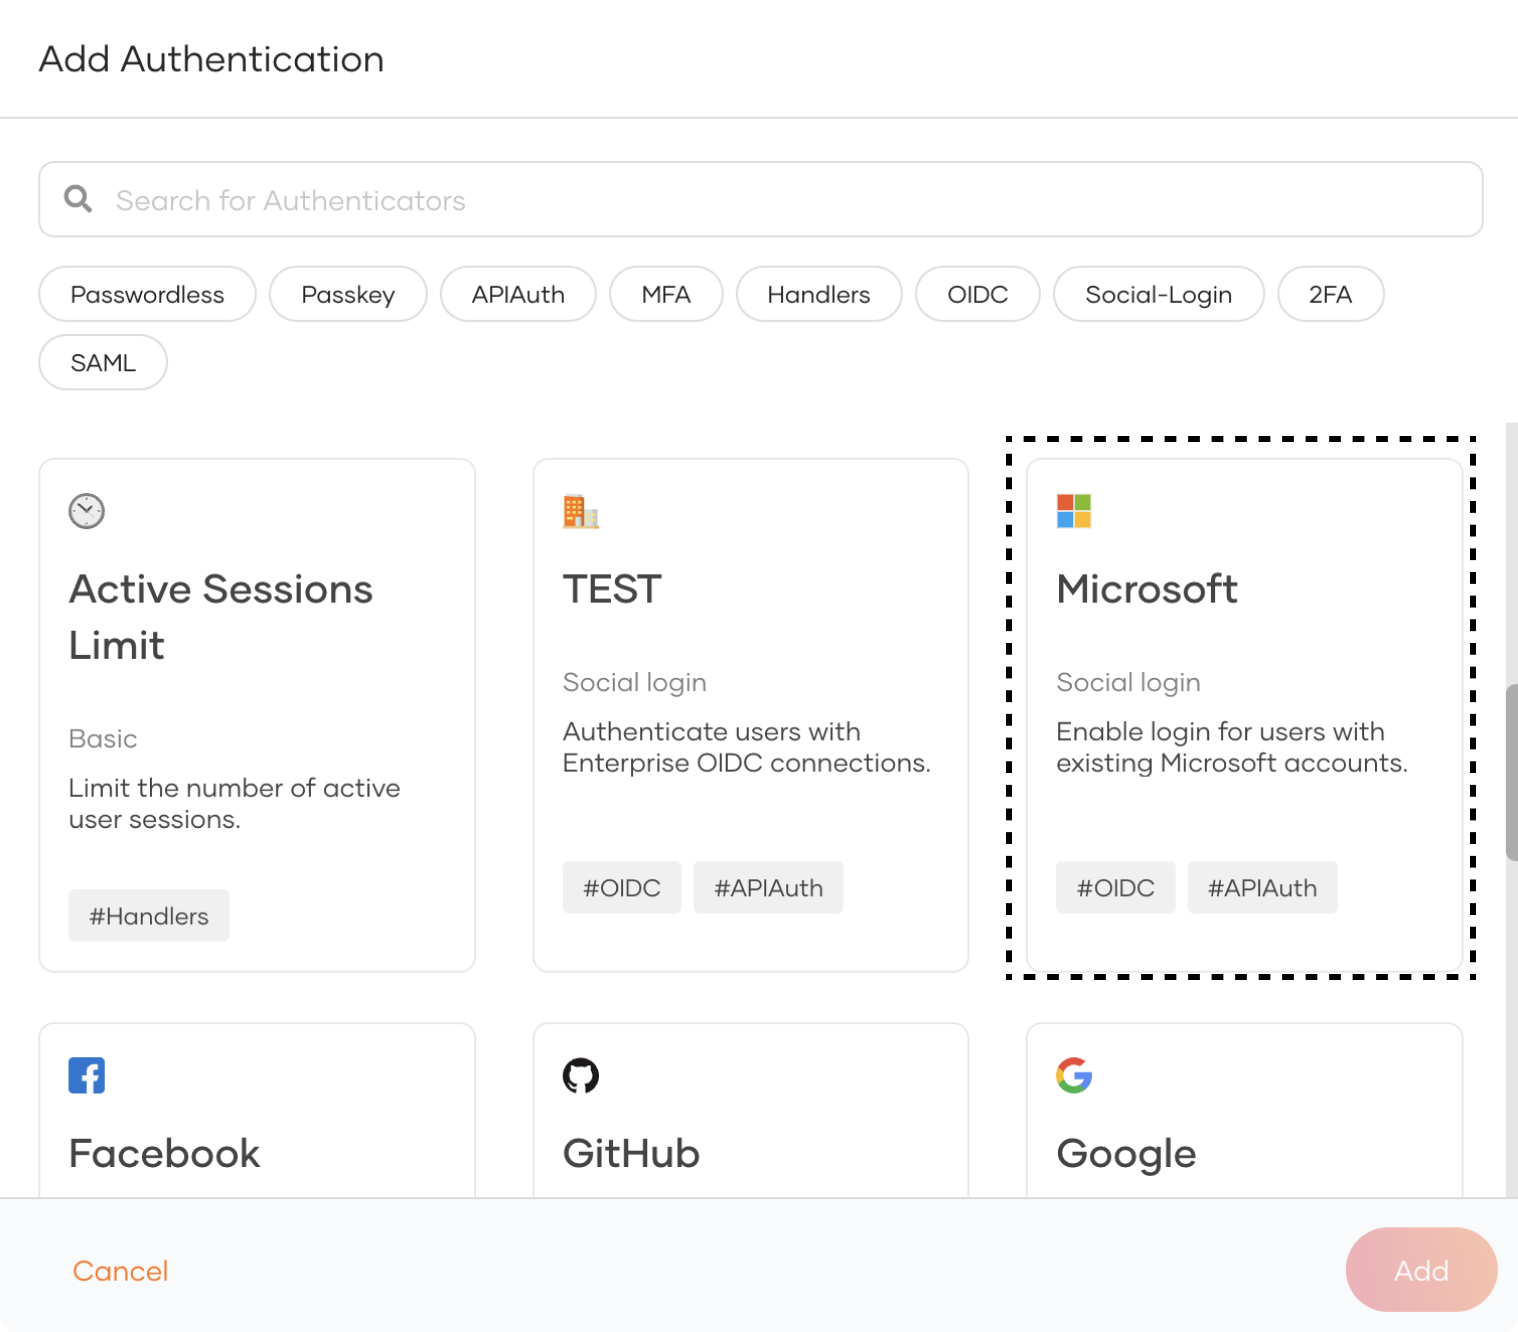 Add Authentication
Search for Authenticators
Passwordless
Passkey
APIAuth
MFA
Handlers
OIDC
Social-Login
2FA
SAML
Active Sessions
Limit
Basic
Limit the number of active
user sessions.
#Handlers
TEST
Social login
Authenticate users with
Enterprise OIDC connections.
#OIDC #APIAuth
Microsoft
Social login
Enable login for users with
existing Microsoft accounts.
#OIDC #APIAuth
Facebook
GitHub
Google
Cancel
Add